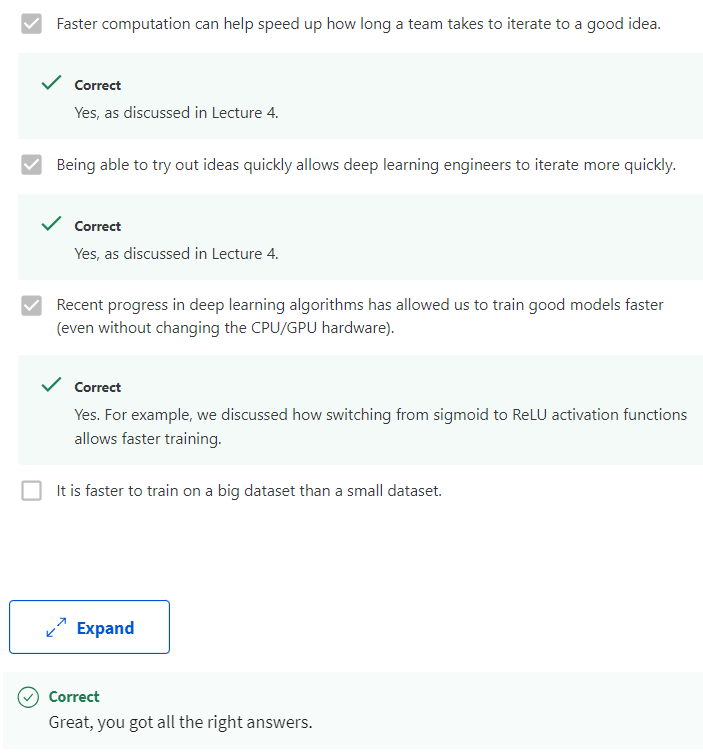 Faster computation can help speed up how long a team takes to iterate to a good idea.
Correct
Yes, as discussed in Lecture 4.
Being able to try out ideas quickly allows deep learning engineers to iterate more quickly.
Correct
Yes, as discussed in Lecture 4.
Recent progress in deep learning algorithms has allowed us to train good models faster
(even without changing the CPU/GPU hardware).
Correct
Yes. For example, we discussed how switching from sigmoid to ReLU activation functions
allows faster training.
It is faster to train on a big dataset than a small dataset.
Expand
Correct
Great, you got all the right answers.